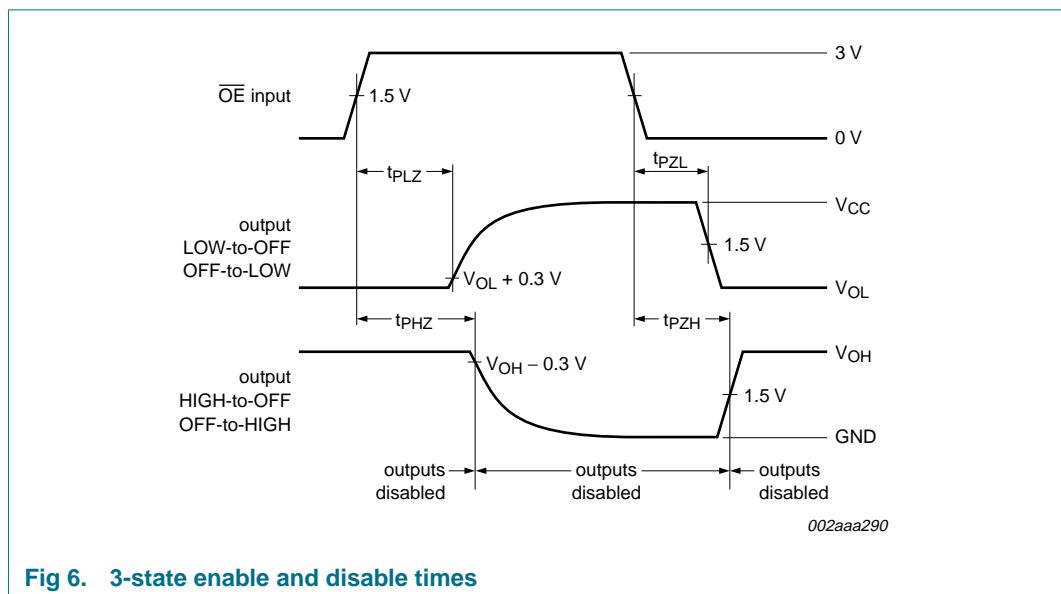 3 V
OE input
1.5 V
0 V
tPLZ
tPZL
VCC
output
LOW-to-OFF
OFF-to-LOW
1.5 V
VOL + 0.3 V
VOL
tPHZ
tPZH
VOH
VOH − 0.3 V
output
HIGH-to-OFF
OFF-to-HIGH
1.5 V
GND
outputs
disabled
outputs
disabled
outputs
disabled
002aaa290
Fig 6. 3-state enable and disable times